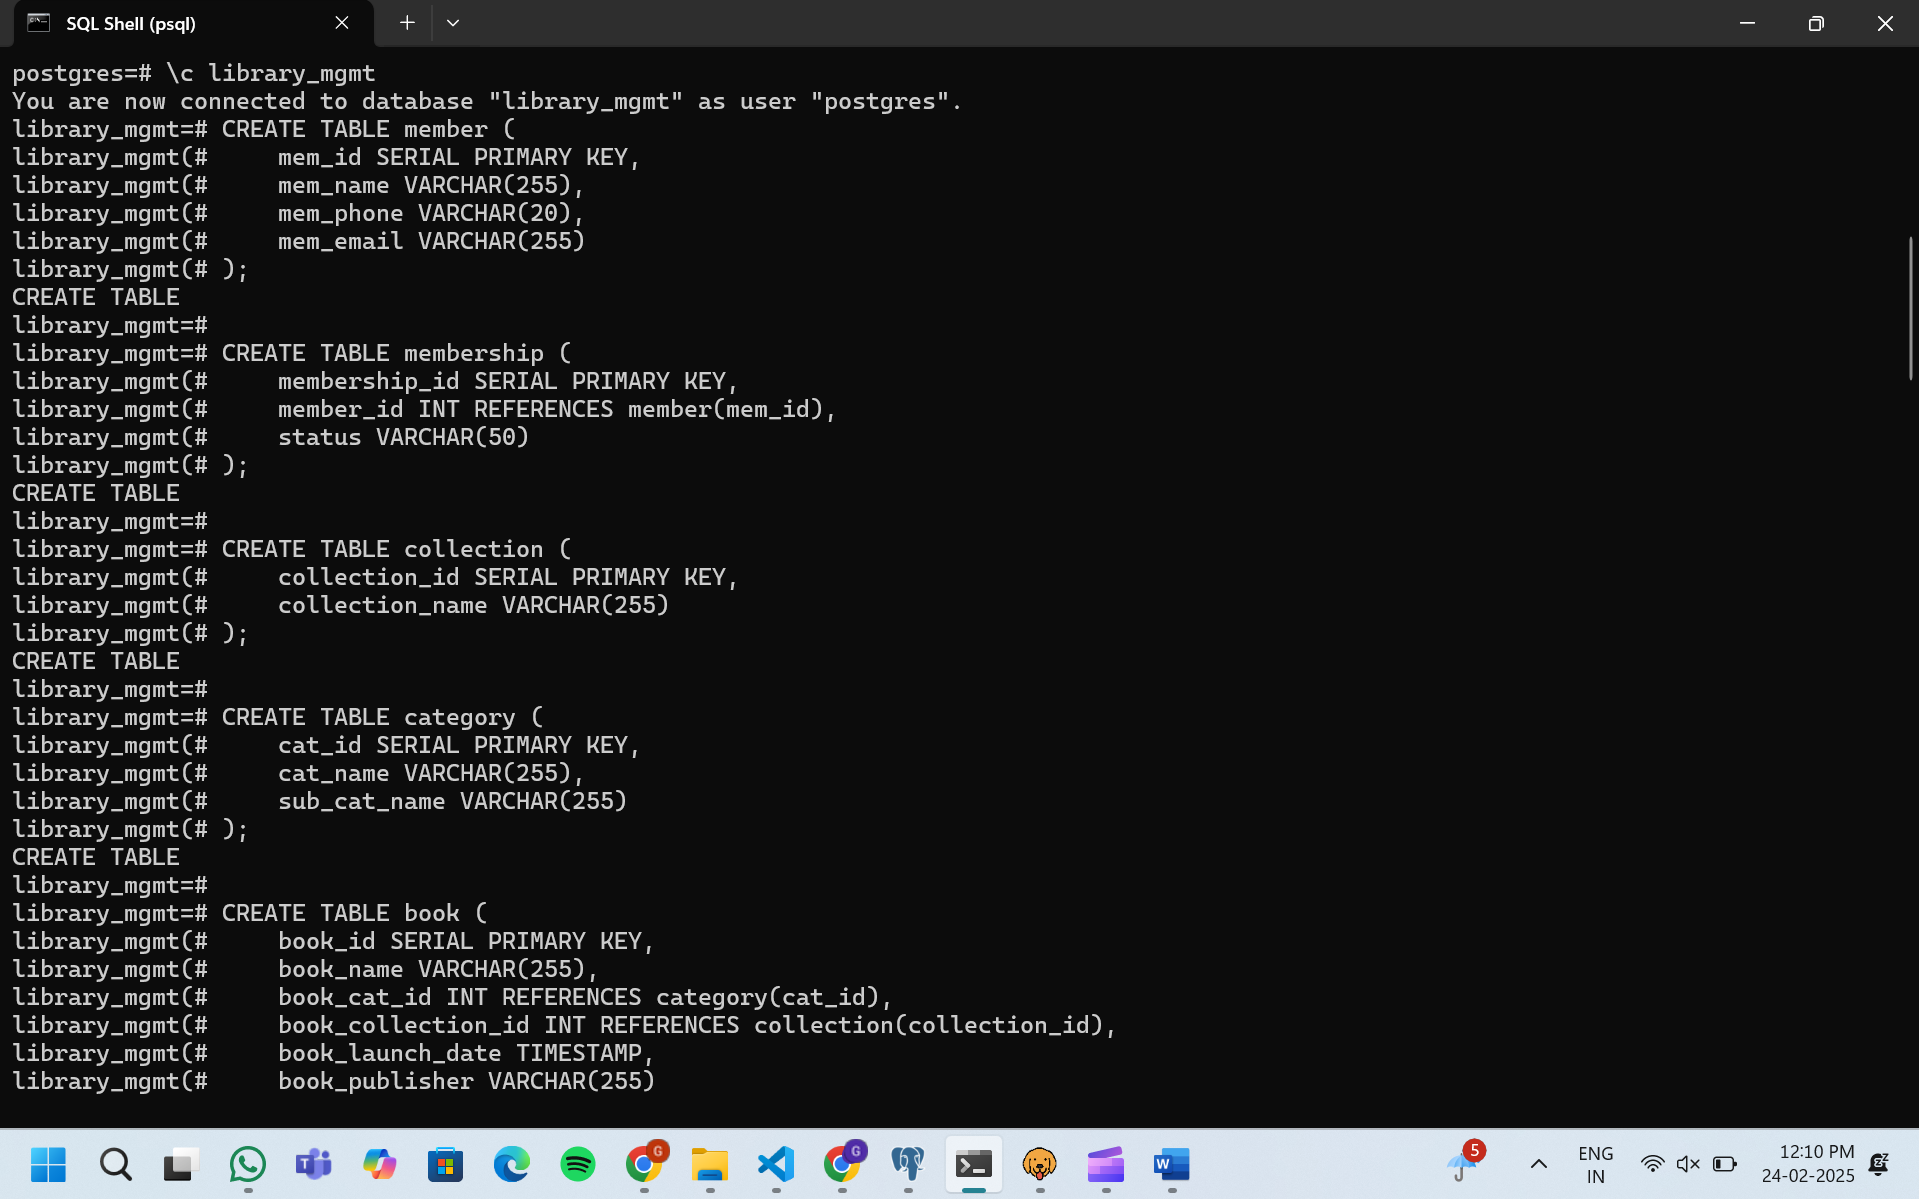 SQL Shell (psql)
postgres=# \c library_mgmt
You are now connected to database "library_mgmt" as user "postgres".
library_mgmt=# CREATE TABLE member (
library_mgmt(#     mem_id SERIAL PRIMARY KEY,
library_mgmt(#     mem_name VARCHAR(255),
library_mgmt(#     mem_phone VARCHAR(20),
library_mgmt(#     mem_email VARCHAR(255)
library_mgmt(# );
CREATE TABLE
library_mgmt=#
library_mgmt=# CREATE TABLE membership (
library_mgmt(#     membership_id SERIAL PRIMARY KEY,
library_mgmt(#     member_id INT REFERENCES member(mem_id),
library_mgmt(#     status VARCHAR(50)
library_mgmt(# );
CREATE TABLE
library_mgmt=#
library_mgmt=# CREATE TABLE collection (
library_mgmt(#     collection_id SERIAL PRIMARY KEY,
library_mgmt(#     collection_name VARCHAR(255)
library_mgmt(# );
CREATE TABLE
library_mgmt=#
library_mgmt=# CREATE TABLE category (
library_mgmt(#     cat_id SERIAL PRIMARY KEY,
library_mgmt(#     cat_name VARCHAR(255),
library_mgmt(#     sub_cat_name VARCHAR(255)
library_mgmt(# );
CREATE TABLE
library_mgmt=#
library_mgmt=# CREATE TABLE book (
library_mgmt(#     book_id SERIAL PRIMARY KEY,
library_mgmt(#     book_name VARCHAR(255),
library_mgmt(#     book_cat_id INT REFERENCES category(cat_id),
library_mgmt(#     book_collection_id INT REFERENCES collection(collection_id),
library_mgmt(#     book_launch_date TIMESTAMP,
library_mgmt(#     book_publisher VARCHAR(255)
T
G
G
W
5
ENG
IN
12:10 PM
24-02-2025